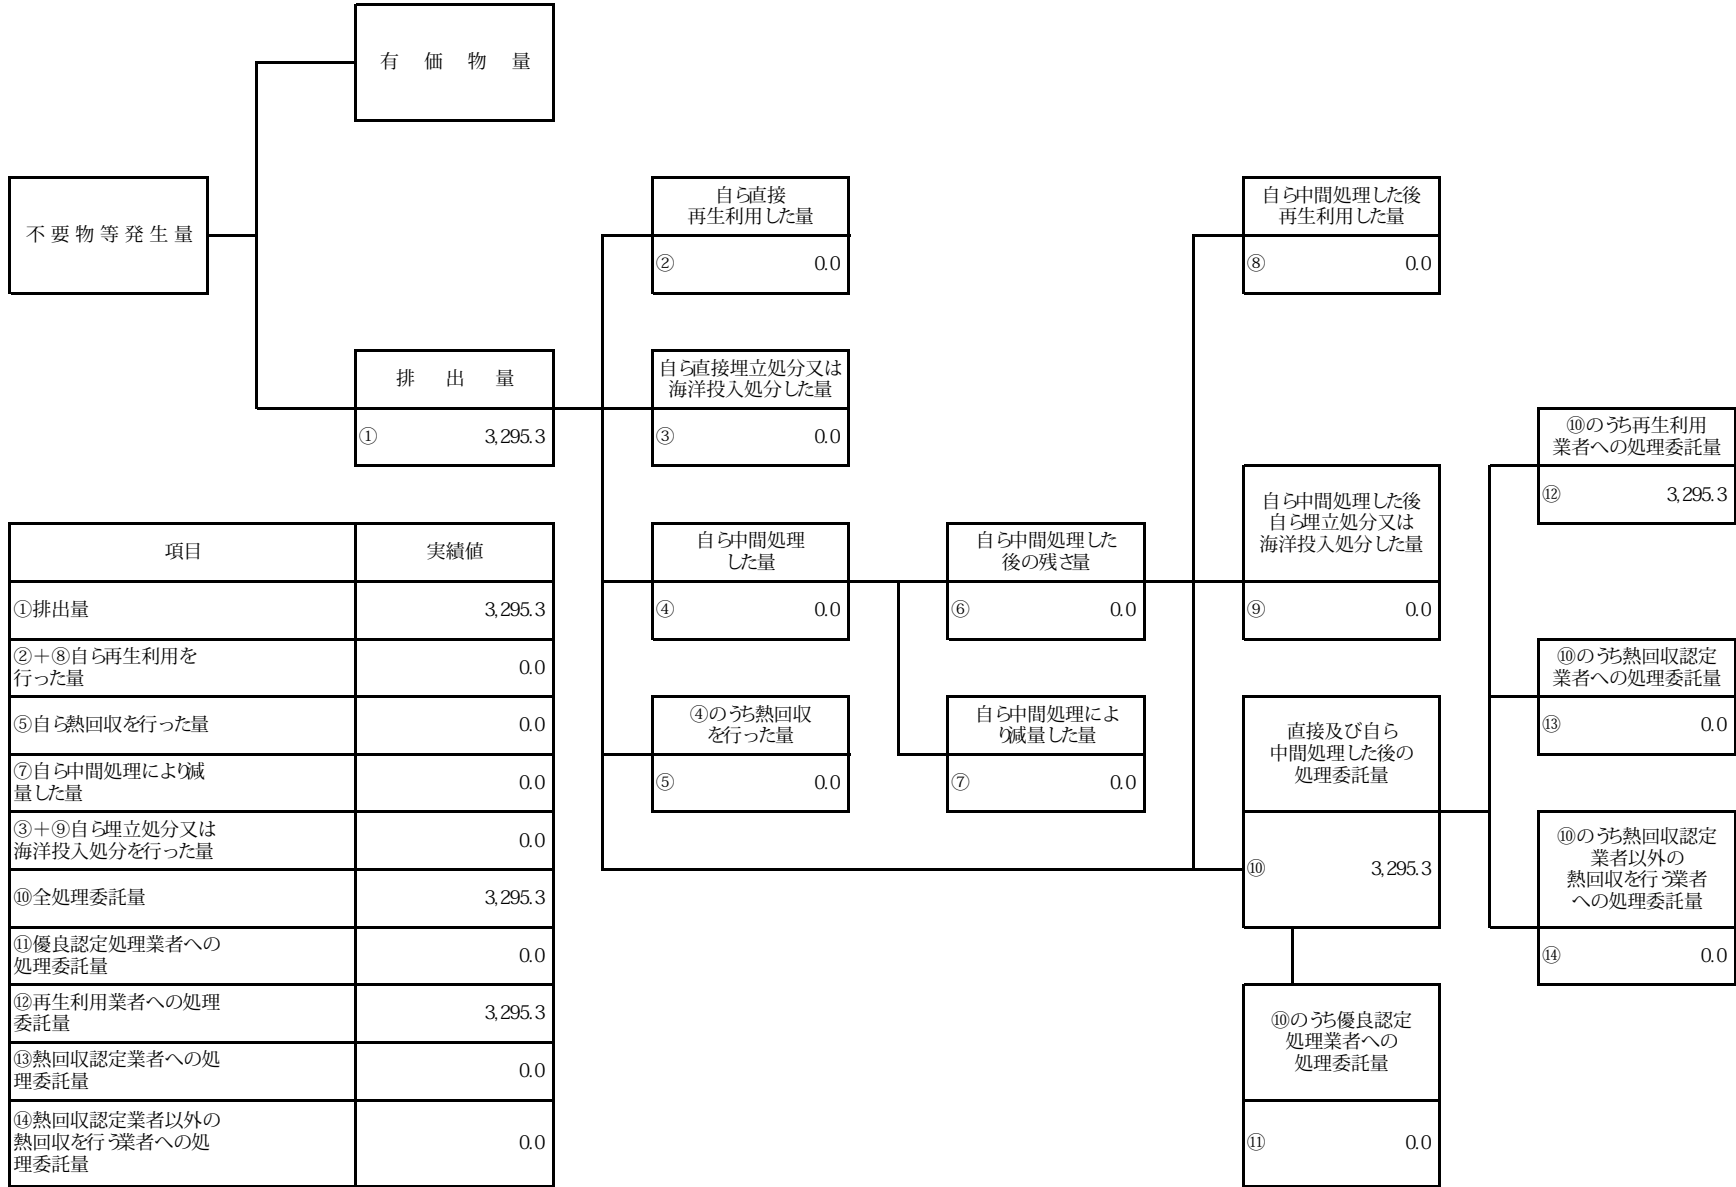 有価物量
不要物等発生量
排出量
① 3,295.3
自ら直接
再生利用した量
② 0.0
自ら直接埋立処分又は
海洋投入処分した量
③ 0.0
自ら中間処理
した量
④ 0.0
④のうち熱回収
を行った量
⑤ 0.0
自ら中間処理した
後の残さ量
⑥ 0.0
自ら中間処理によ
り減量した量
⑦ 0.0
自ら中間処理した後
再生利用した量
⑧ 0.0
自ら中間処理した後
自ら埋立処分又は
海洋投入処分した量
⑨ 0.0
直接及び自ら
中間処理した後の
処理委託量
⑩ 3,295.3
⑩のうち優良認定
処理業者への
処理委託量
⑪ 0.0
⑩のうち再生利用
業者への処理委託量
⑫ 3,295.3
⑩のうち熱回収認定
業者への処理委託量
⑬ 0.0
⑩のうち熱回収認定
業者以外の
熱回収を行う業者
への処理委託量
⑭ 0.0
項目 実績値
①排出量 3,295.3
②＋⑧自ら再生利用を
行った量 0.0
⑤自ら熱回収を行った量 0.0
⑦自ら中間処理により減
量した量 0.0
③＋⑨自ら埋立処分又は
海洋投入処分を行った量 0.0
⑩全処理委託量 3,295.3
⑪優良認定処理業者への
処理委託量 0.0
⑫再生利用業者への処理
委託量 3,295.3
⑬熱回収認定業者への処
理委託量 0.0
⑭熱回収認定業者以外の
熱回収を行う業者への処
理委託量 0.0